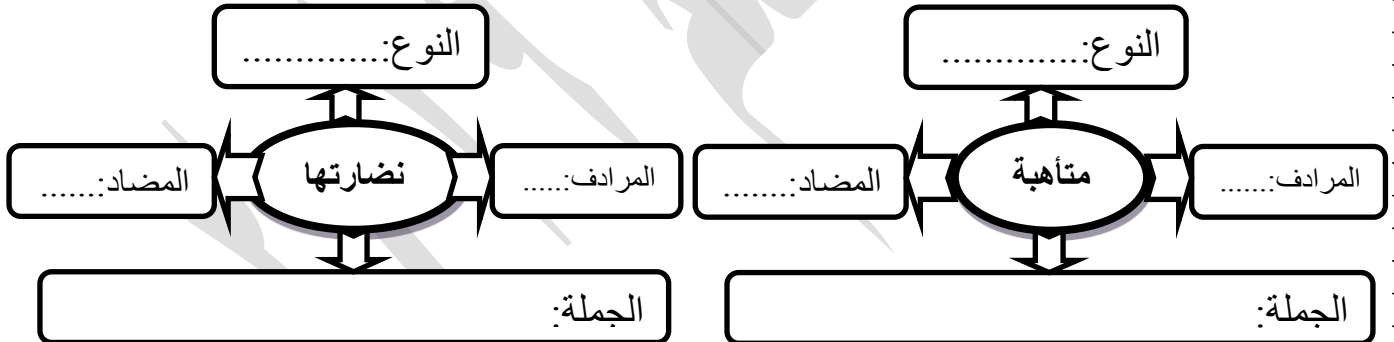 النوع:..............
النوع:..............
المرادف:......
متأهبة
المضاد:.......
المرادف:.....
نضارتها
المضاد:......
الجملة:
الجملة: